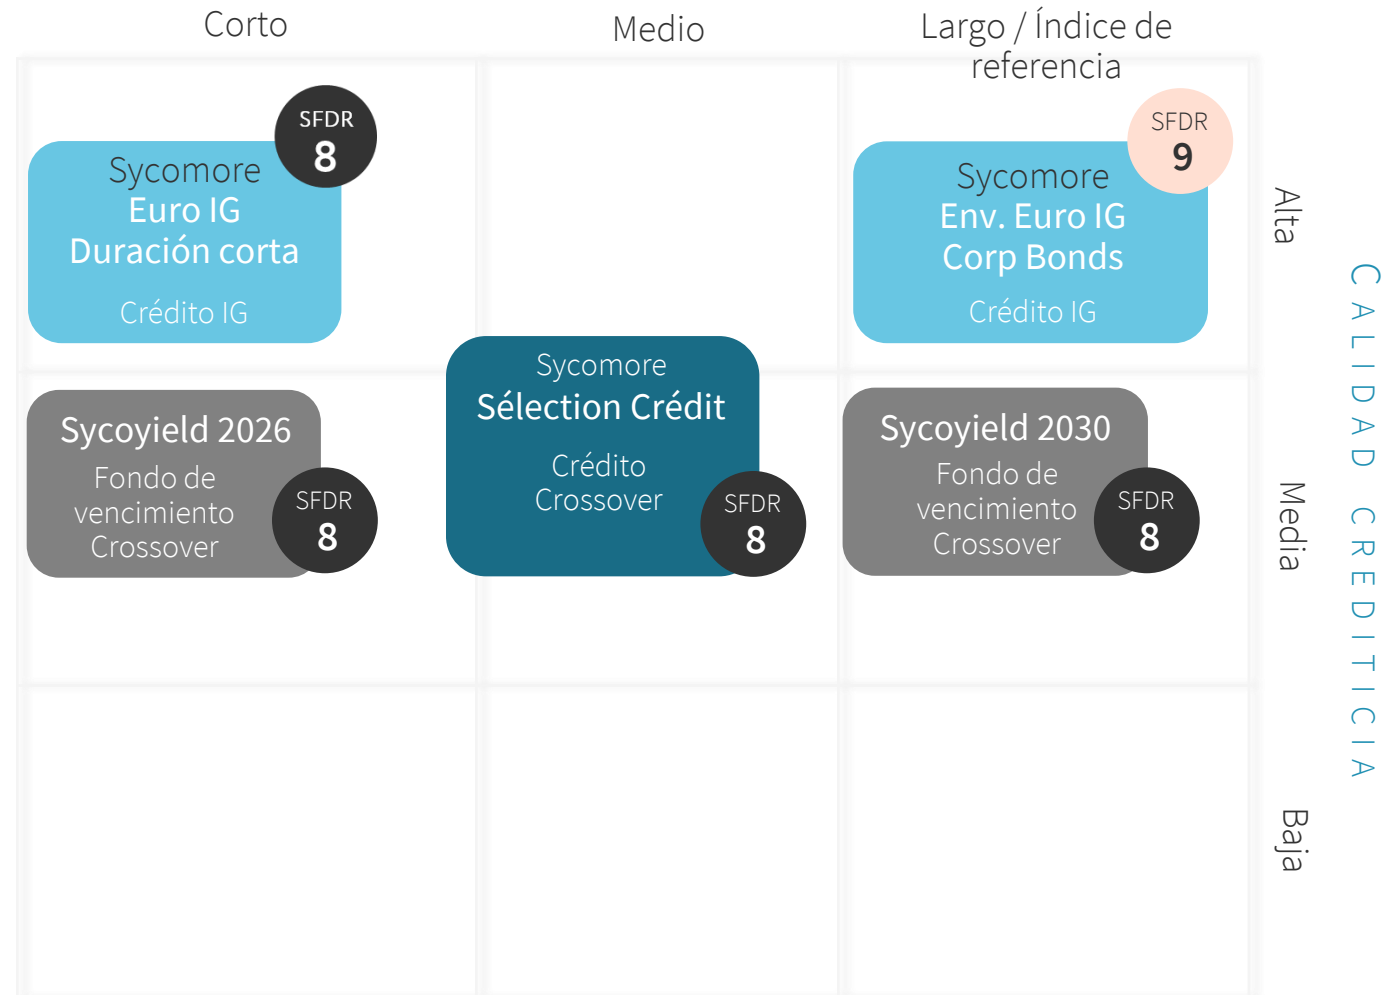 Corto
Medio
Largo / Índice de
referencia
SFDR
8
Sycomore
Euro IG
Duración corta
Crédito IG
SFDR
9
Sycomore
Env. Euro IG
Corp Bonds
Crédito IG
Alta
Sycoyield 2026
Fondo de
vencimiento
Crossover
SFDR
8
Sycomore
Sélection Crédit
Crédito
Crossover
SFDR
8
Sycoyield 2030
Fondo de
vencimiento
Crossover
SFDR
8
Media
Baja
CALIDAD CREDITICIA